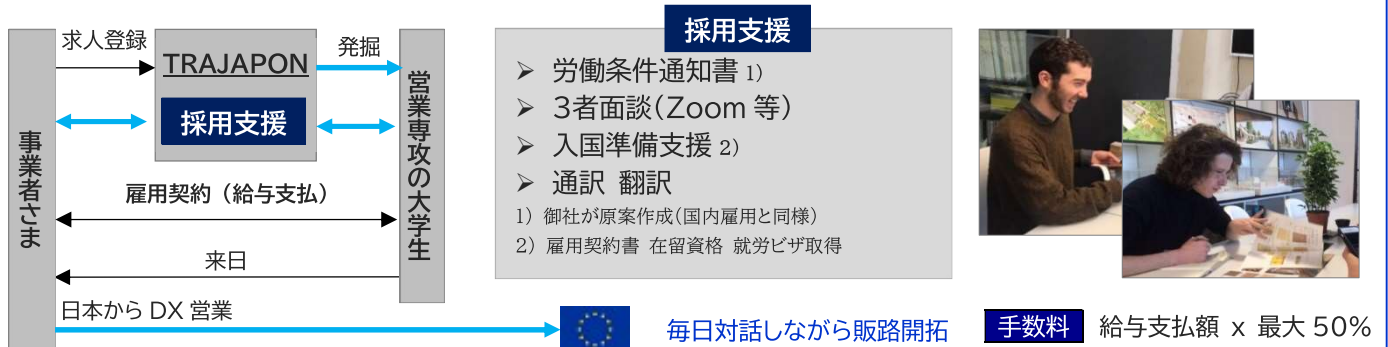 求人登録
TRAJAPON
発掘
採用支援
事業者さま
営業専攻の大学生
雇用契約（給与支払）
来日
日本から DX 営業
採用支援
➢ 労働条件通知書 1)
➢ 3者面談(Zoom 等)
➢ 入国準備支援 2)
➢ 通訳 翻訳
1) 御社が原案作成(国内雇用と同様)
2) 雇用契約書 在留資格 就労ビザ取得
毎日対話しながら販路開拓
手数料 給与支払額 x 最大 50%